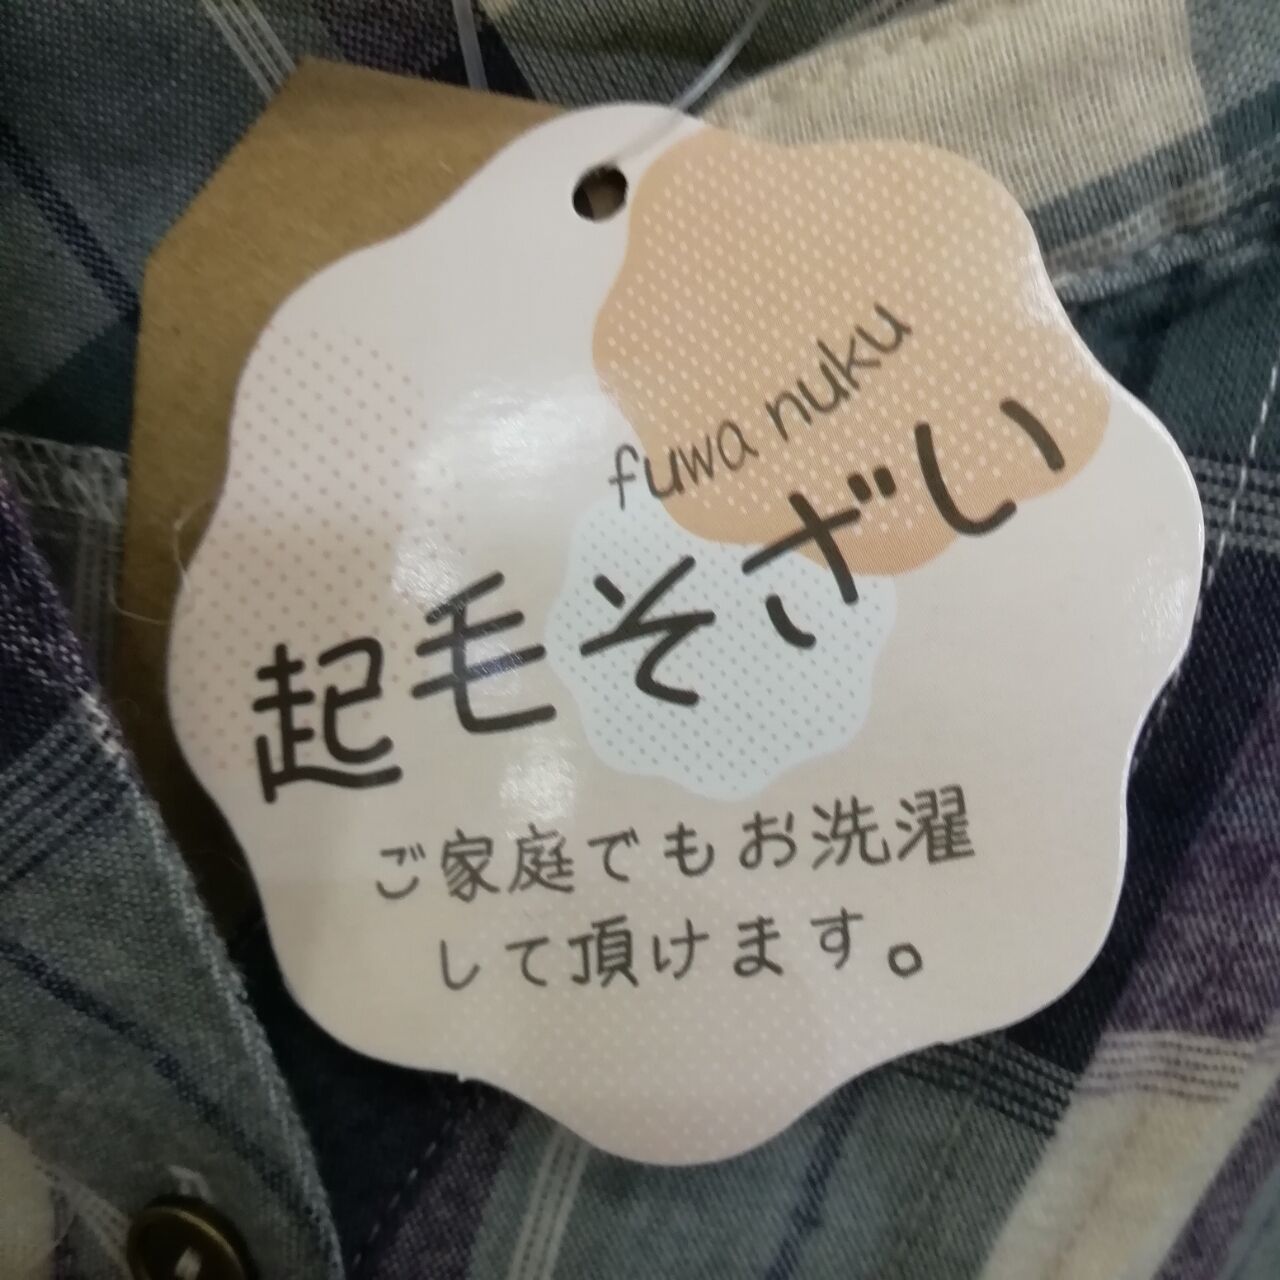 fuwa nuku
起毛そざい
ご家庭でもお洗濯
して頂けます。